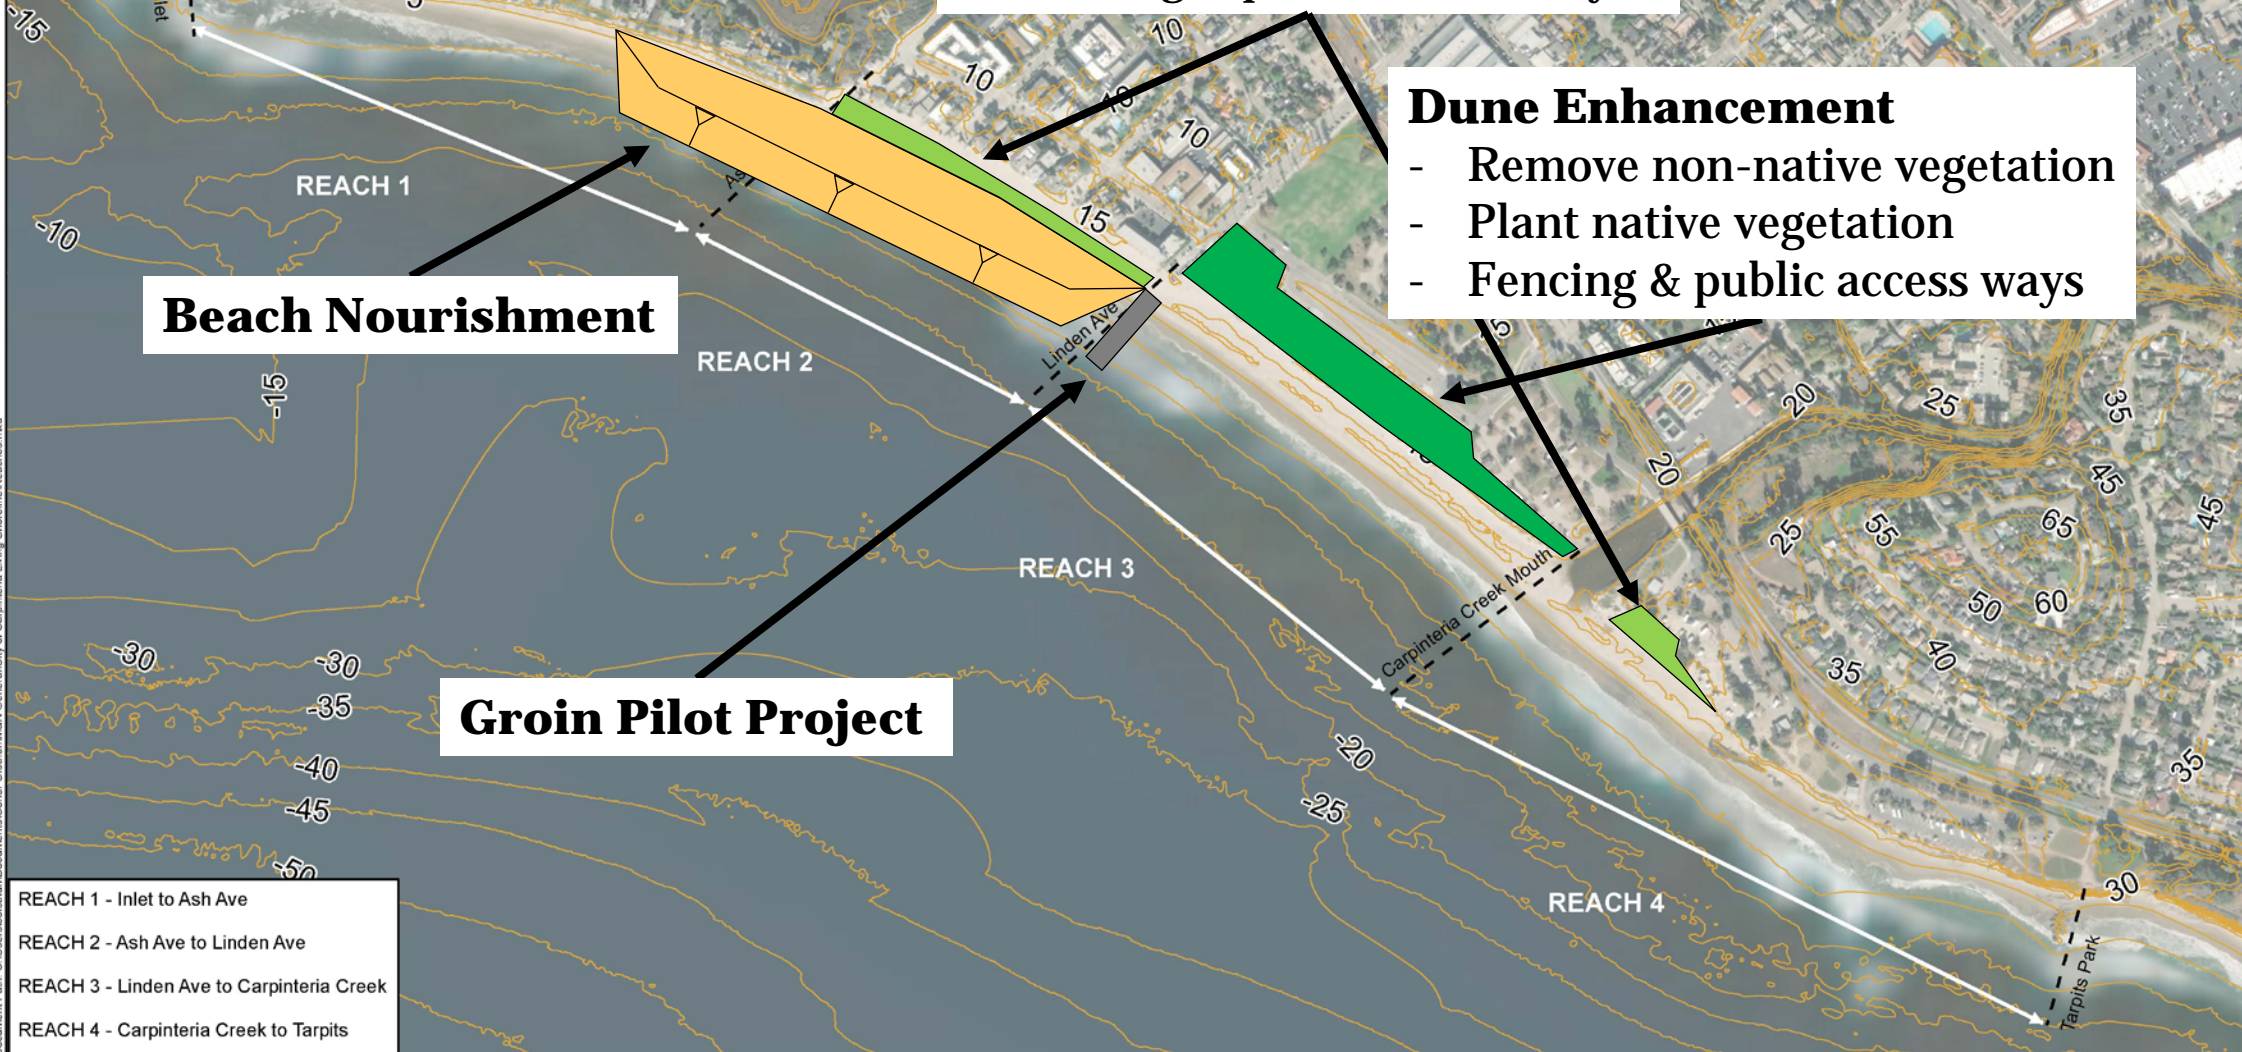 Dune Enhancement
- Remove non-native vegetation
- Plant native vegetation
- Fencing & public access ways
Beach Nourishment
Groin Pilot Project
REACH 1
REACH 2
REACH 3
REACH 4
Linden Ave
Carpinteria Creek Mouth
Tarpits Park
-15
-10
-15
-30
-30
-35
-40
-45
-50
-20
-25
10
10
10
10
15
20
20
25
35
45
45
25
55
65
50
60
40
35
35
30
REACH 1 - Inlet to Ash Ave
REACH 2 - Ash Ave to Linden Ave
REACH 3 - Linden Ave to Carpinteria Creek
REACH 4 - Carpinteria Creek to Tarpits